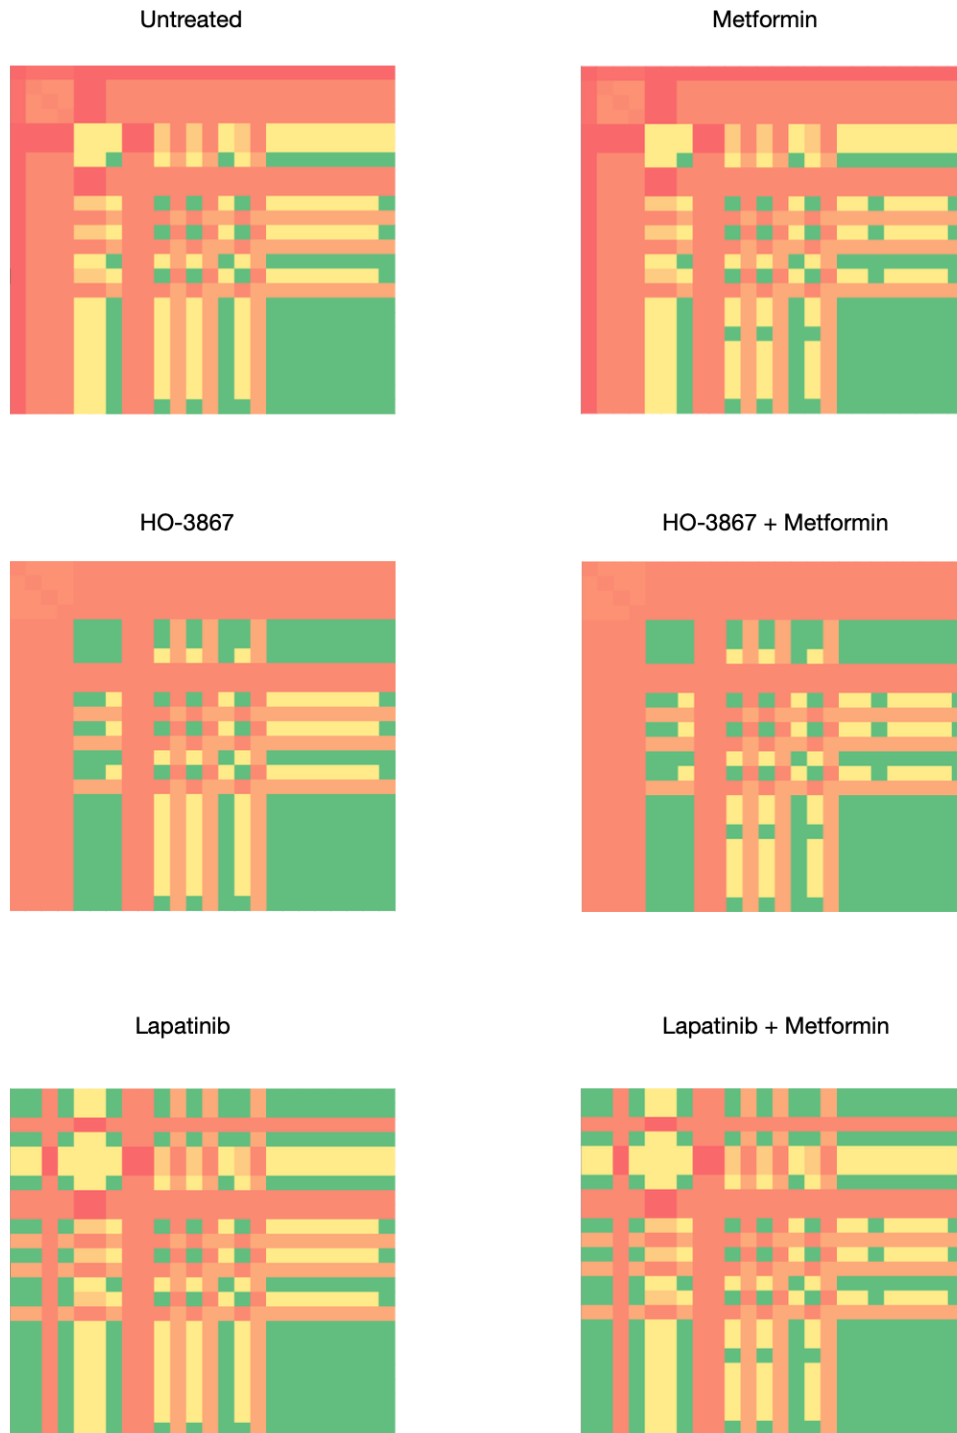 Untreated
Metformin
HO-3867
HO-3867 + Metformin
Lapatinib
Lapatinib + Metformin